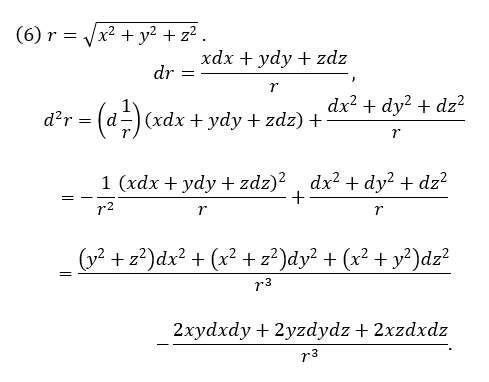 (6) r = √(x² + y² + z²) .
dr = (xdx + ydy + zdz)/r ,
d²r = (d 1/r)(xdx + ydy + zdz) + (dx² + dy² + dz²)/r
= − 1/r² (xdx + ydy + zdz)²/r + (dx² + dy² + dz²)/r
= ((y² + z²)dx² + (x² + z²)dy² + (x² + y²)dz²)/r³
− (2xydxdy + 2yzdydz + 2xzdxdz)/r³ .